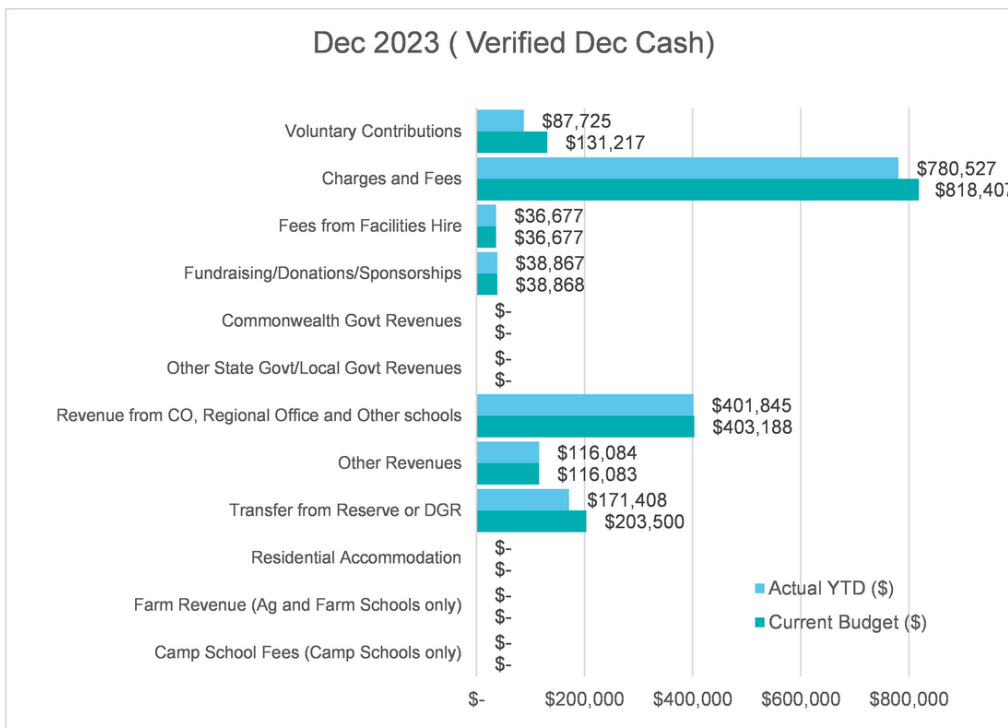 Dec 2023 ( Verified Dec Cash)
Voluntary Contributions
$87,725
$131,217
Charges and Fees
$780,527
$818,407
Fees from Facilities Hire
$36,677
$36,677
Fundraising/Donations/Sponsorships
$38,867
$38,868
Commonwealth Govt Revenues
$-
$-
Other State Govt/Local Govt Revenues
$-
$-
Revenue from CO, Regional Office and Other schools
$401,845
$403,188
Other Revenues
$116,084
$116,083
Transfer from Reserve or DGR
$171,408
$203,500
Residential Accommodation
$-
$-
Farm Revenue (Ag and Farm Schools only)
$-
$-
Camp School Fees (Camp Schools only)
$-
$-
Actual YTD ($)
Current Budget ($)
$- $200,000 $400,000 $600,000 $800,000